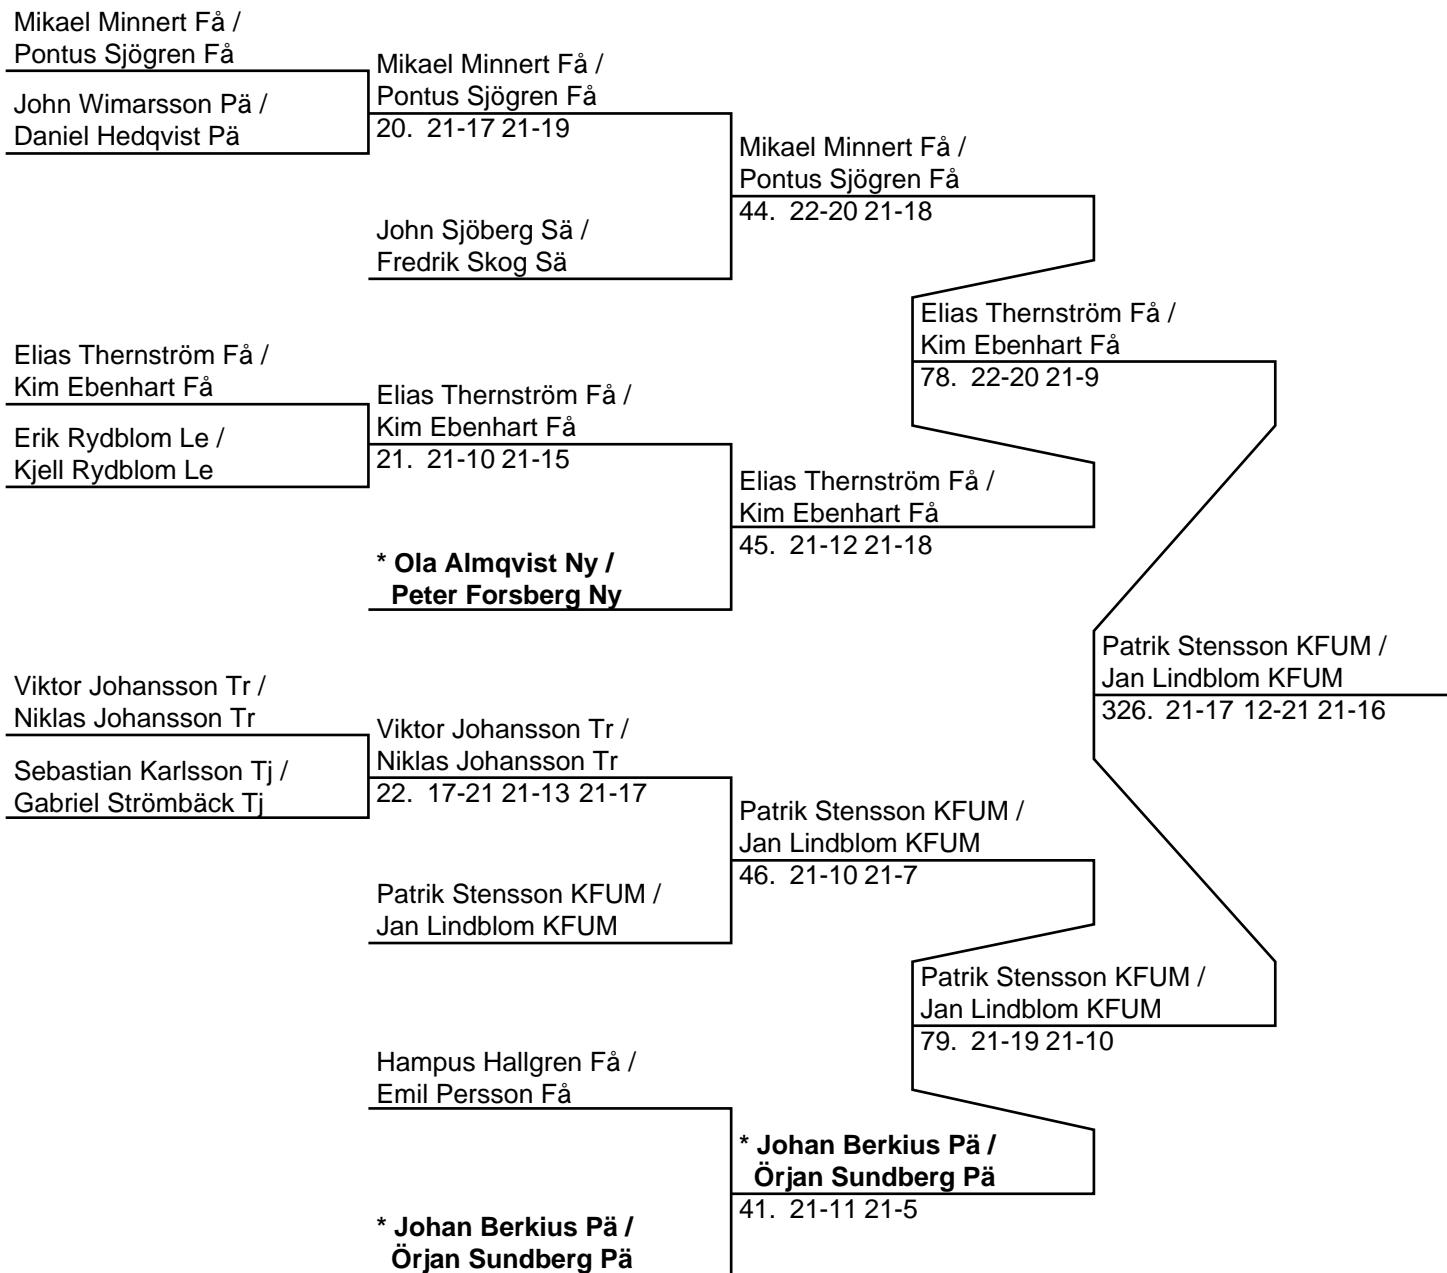 Mikael Minnert Få /
Pontus Sjögren Få
John Wimarsson Pä /
Daniel Hedqvist Pä
Mikael Minnert Få /
Pontus Sjögren Få
20. 21-17 21-19
John Sjöberg Sä /
Fredrik Skog Sä
Mikael Minnert Få /
Pontus Sjögren Få
44. 22-20 21-18
Elias Thernström Få /
Kim Ebenhart Få
Erik Rydblom Le /
Kjell Rydblom Le
Elias Thernström Få /
Kim Ebenhart Få
21. 21-10 21-15
* Ola Almqvist Ny /
Peter Forsberg Ny
Elias Thernström Få /
Kim Ebenhart Få
45. 21-12 21-18
Elias Thernström Få /
Kim Ebenhart Få
78. 22-20 21-9
Viktor Johansson Tr /
Niklas Johansson Tr
Sebastian Karlsson Tj /
Gabriel Strömbäck Tj
Viktor Johansson Tr /
Niklas Johansson Tr
22. 17-21 21-13 21-17
Patrik Stensson KFUM /
Jan Lindblom KFUM
Patrik Stensson KFUM /
Jan Lindblom KFUM
46. 21-10 21-7
Hampus Hallgren Få /
Emil Persson Få
* Johan Berkius Pä /
Örjan Sundberg Pä
* Johan Berkius Pä /
Örjan Sundberg Pä
41. 21-11 21-5
Patrik Stensson KFUM /
Jan Lindblom KFUM
79. 21-19 21-10
Patrik Stensson KFUM /
Jan Lindblom KFUM
326. 21-17 12-21 21-16